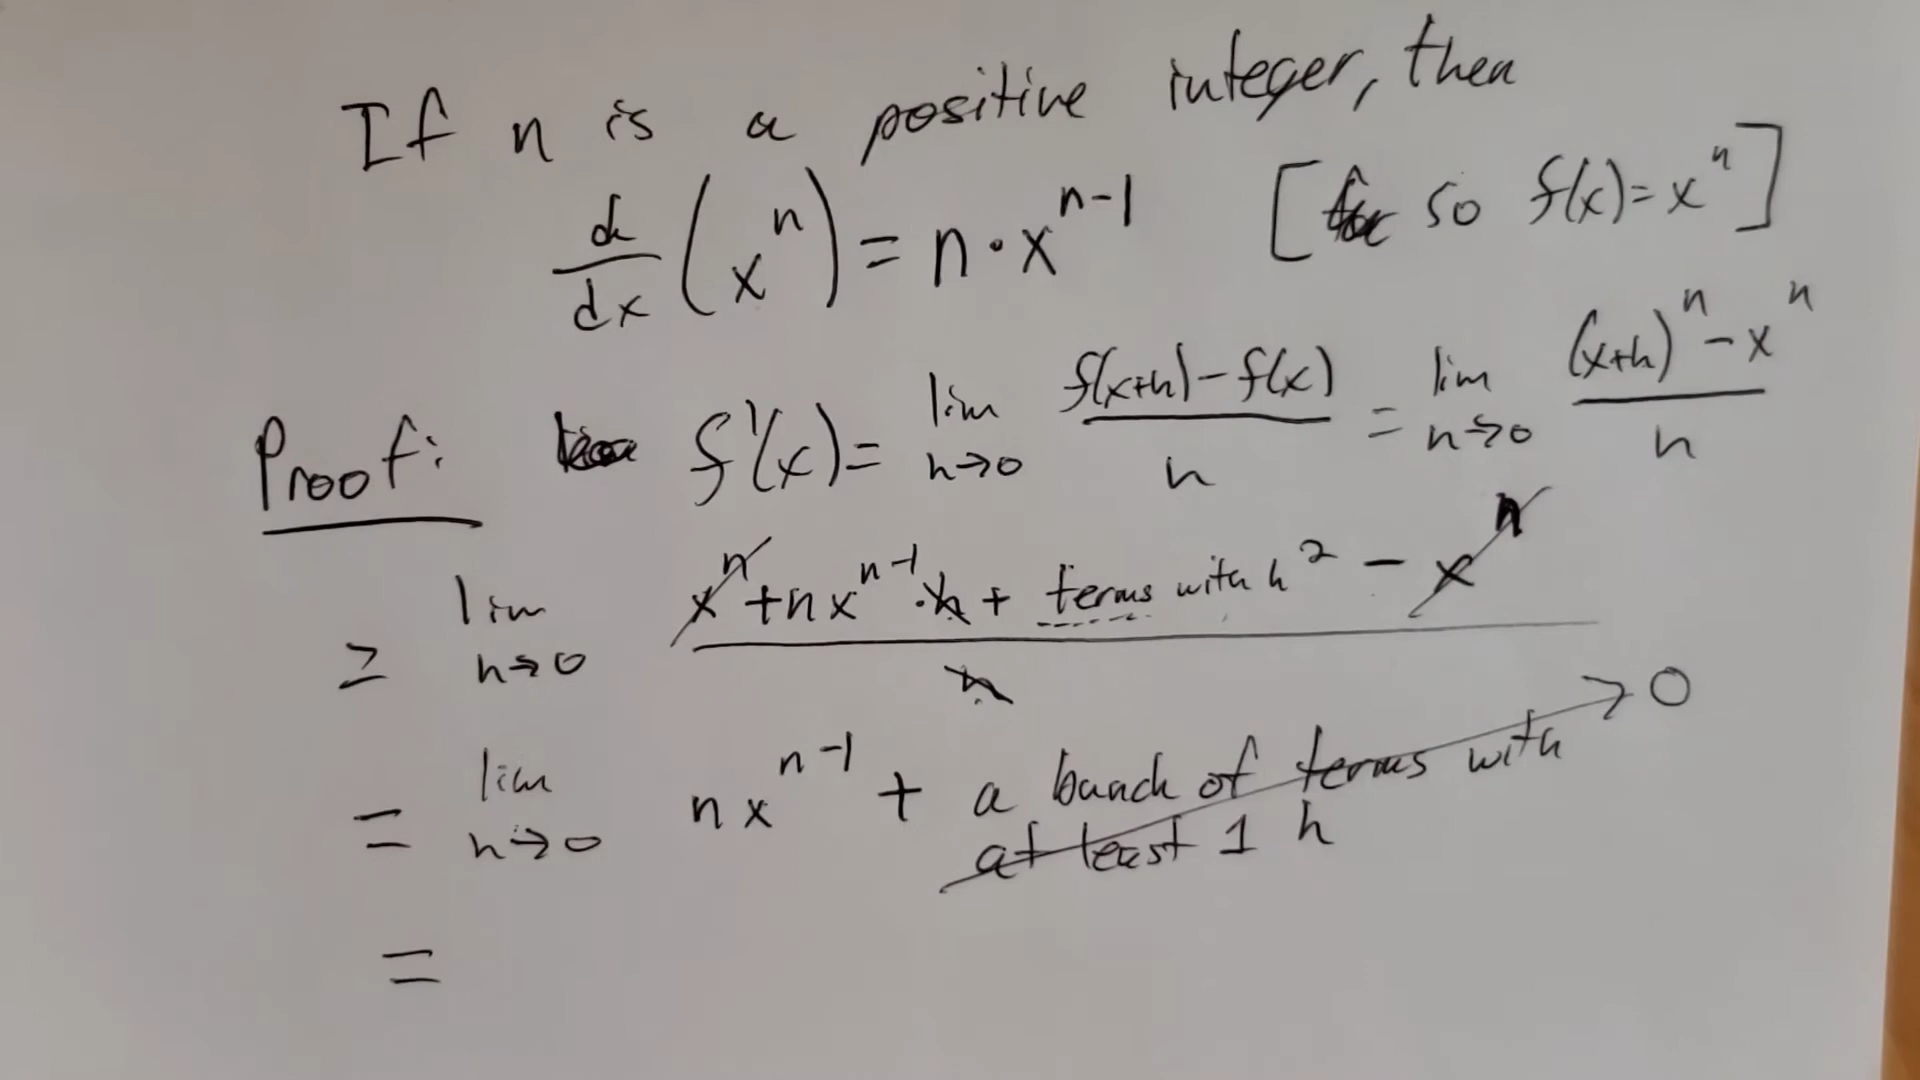 If n is a positive integer, then
d/dx (x^n) = n · x^(n-1) [so f(x) = x^n]
Proof: f'(x) = lim h→0 (f(x+h) - f(x))/h = lim h→0 ((x+h)^n - x^n)/h
= lim h→0 (x^n + nx^(n-1) · h + terms with h^2 - x^n)/h
= lim h→0 nx^(n-1) + a bunch of terms with → 0
at least 1 h
=